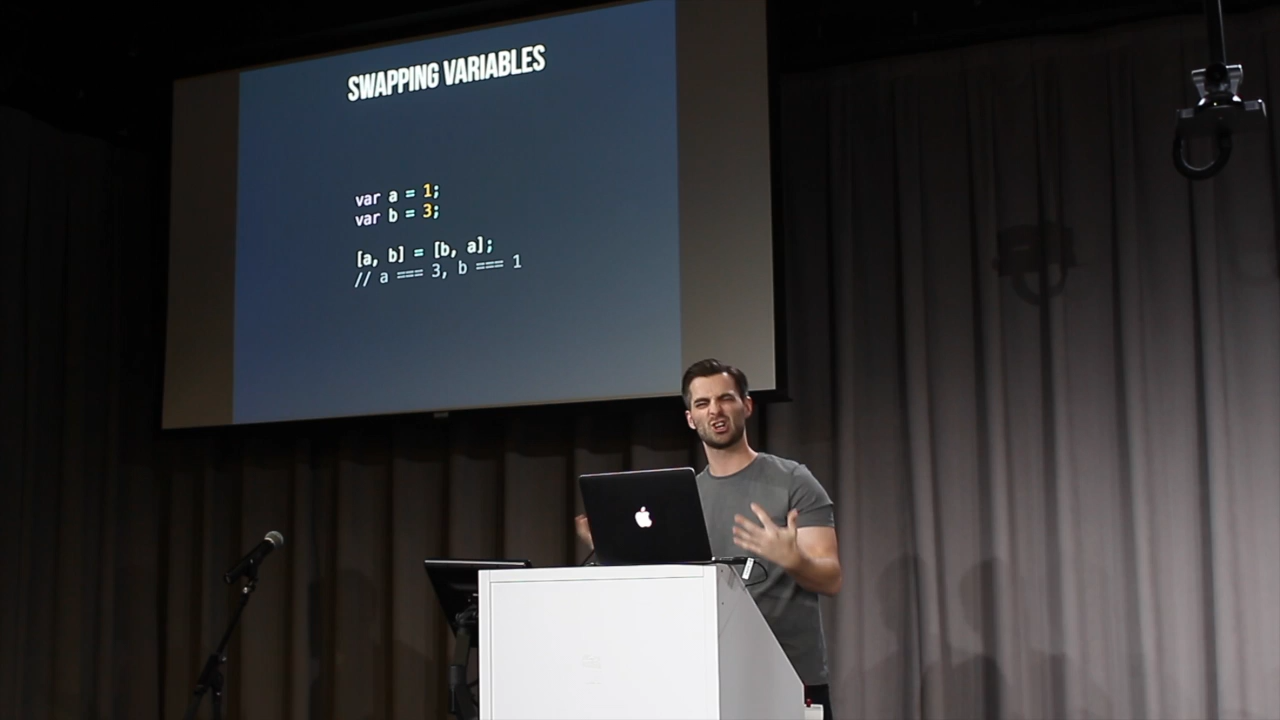 SWAPPING VARIABLES
var a = 1;
var b = 3;
[a, b] = [b, a];
// a === 3, b === 1